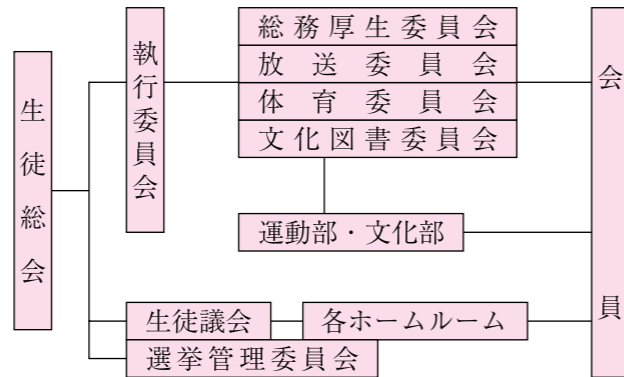 生徒総会
執行委員会
総務厚生委員会
放送委員会
体育委員会
文化図書委員会
運動部・文化部
生徒議会
各ホームルーム
選挙管理委員会
会員